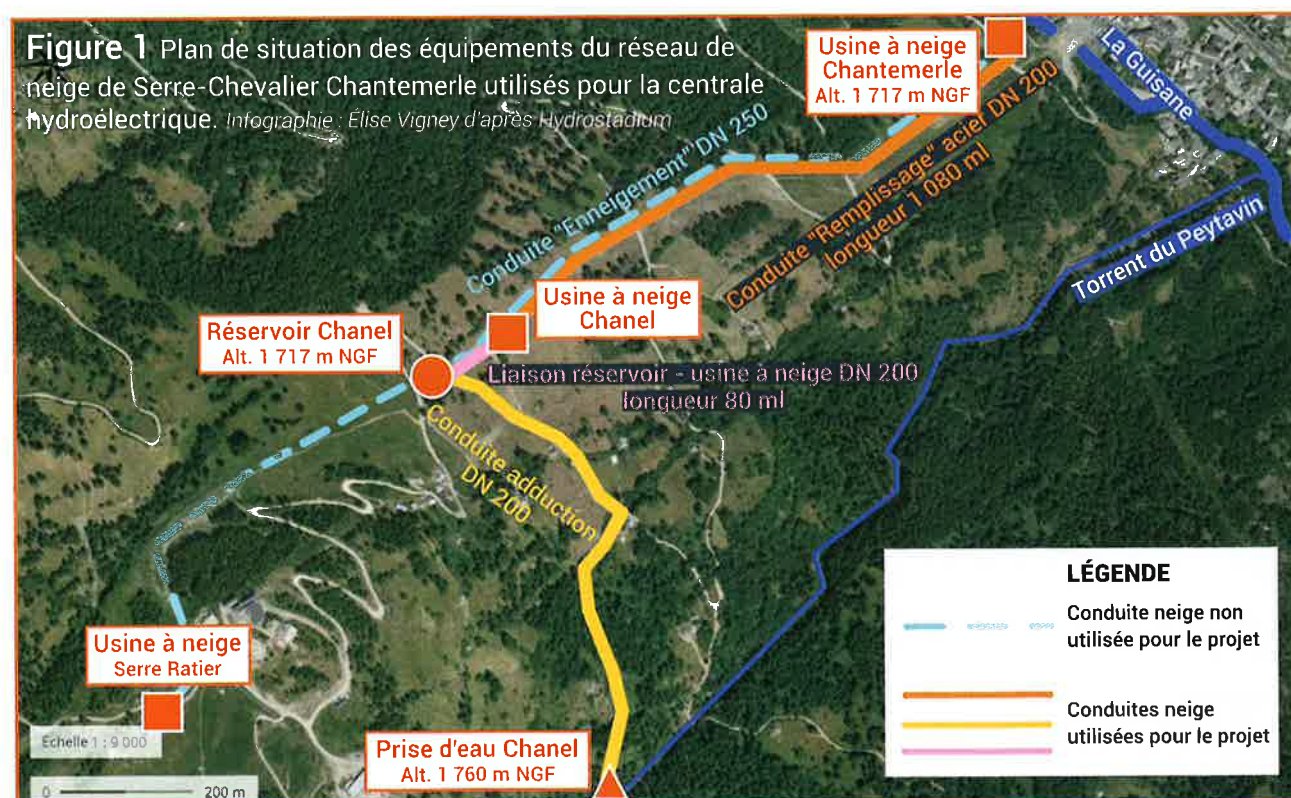 Figure 1 Plan de situation des équipements du réseau de
neige de Serre-Chevalier Chantemerle utilisés pour la centrale
hydroélectrique. Infographie : Élise Vigney d'après Hydrostadium
Usine à neige
Chantemerle
Alt. 1 717 m NGF
La Guisane
Conduite "Enneigement" DN 250
Conduite "Remplissage" acier DN 200
longueur 1 080 ml
Torrent du Peytavin
Usine à neige
Chanel
Réservoir Chanel
Alt. 1 717 m NGF
Liaison réservoir - usine à neige DN 200
longueur 80 ml
Conduite adduction
DN 200
Usine à neige
Serre Ratier
Echelle 1 : 9 000
0 200 m
Prise d'eau Chanel
Alt. 1 760 m NGF
LÉGENDE
Conduite neige non
utilisée pour le projet
Conduites neige
utilisées pour le projet